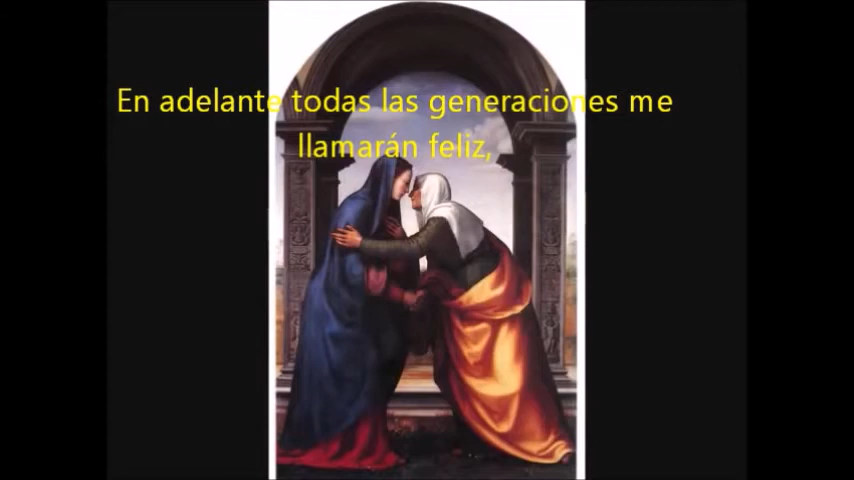 En adelante todas las generaciones me
llamarán feliz,